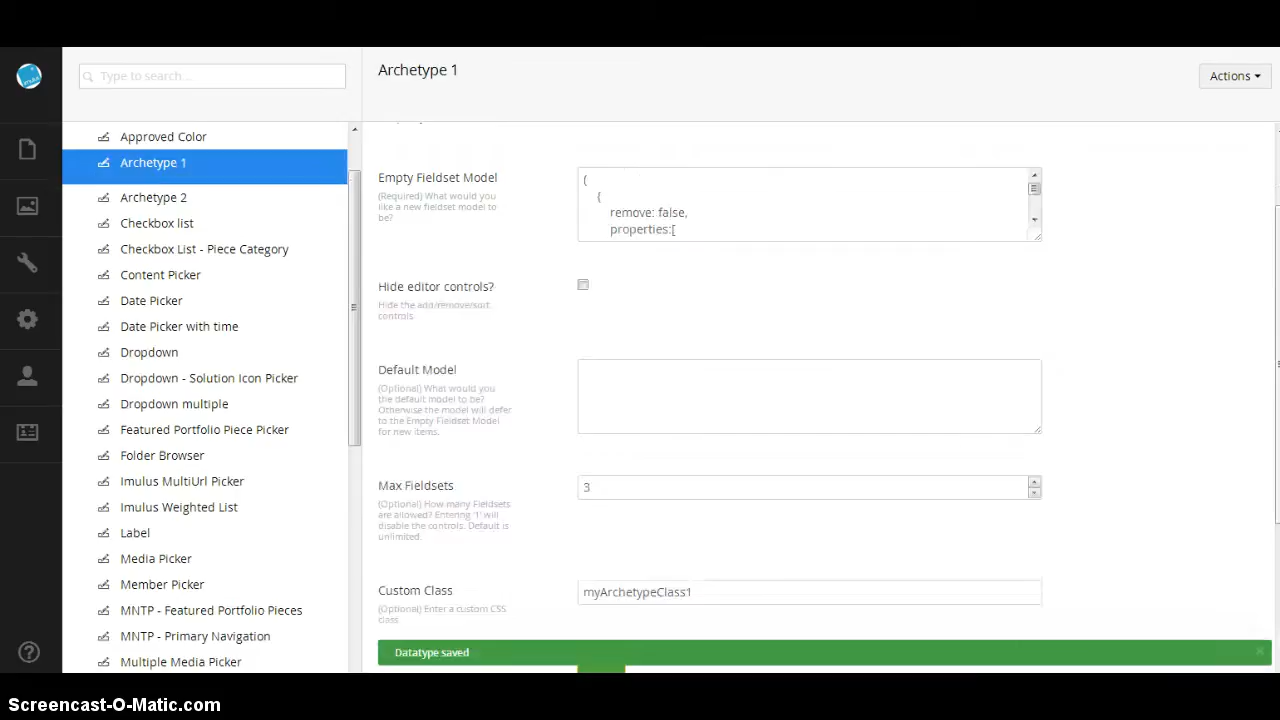 Type to search...
Archetype 1
Actions
Approved Color
Archetype 1
Archetype 2
Checkbox list
Checkbox List - Piece Category
Content Picker
Date Picker
Date Picker with time
Dropdown
Dropdown - Solution Icon Picker
Dropdown multiple
Featured Portfolio Piece Picker
Folder Browser
Imulus MultiUrl Picker
Imulus Weighted List
Label
Media Picker
Member Picker
MNTP - Featured Portfolio Pieces
MNTP - Primary Navigation
Multiple Media Picker
Empty Fieldset Model
(Required) What would you
like a new fieldset model to
be?
{
remove: false,
properties:[
Hide editor controls?
Hide the add/remove/sort
controls.
Default Model
(Optional) What would you
the default model to be?
Otherwise the model will defer
to the Empty Fieldset Model
for new items.
Max Fieldsets
(Optional) How many Fieldsets
are allowed? Entering '1' will
disable the controls. Default is
unlimited.
3
Custom Class
(Optional) Enter a custom CSS
class
myArchetypeClass1
Datatype saved
Screencast-O-Matic.com